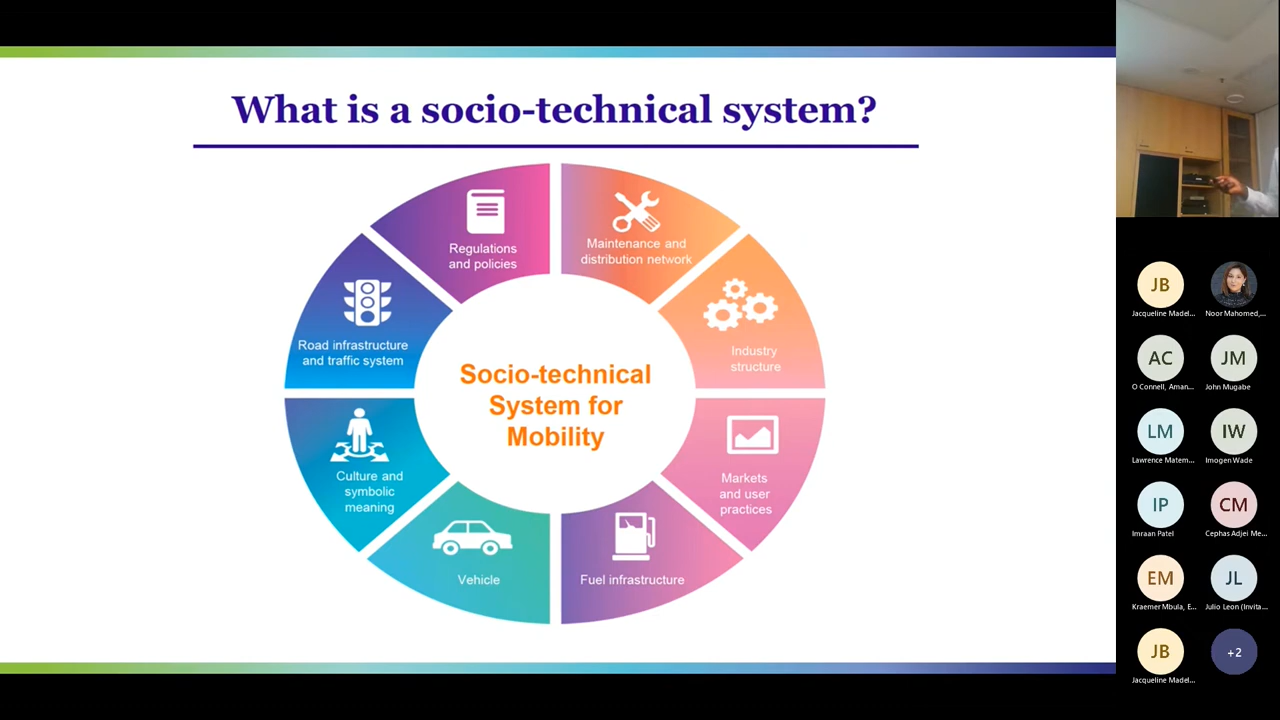 What is a socio-technical system?
Regulations
and policies
Maintenance and
distribution network
Road infrastructure
and traffic system
Industry
structure
Socio-technical
System for
Mobility
Culture and
symbolic
meaning
Markets
and user
practices
Vehicle
Fuel infrastructure
JB
Jacqueline Madel...
Noor Mahomed,...
AC
O Connell, Aman...
JM
John Mugabe
LM
Lawrence Matem...
IW
Imogen Wade
IP
Imraan Patel
CM
Cephas Adjei Me...
EM
Kraemer Mbula, E...
JL
Julio Leon (Invita...
JB
Jacqueline Madel...
+2